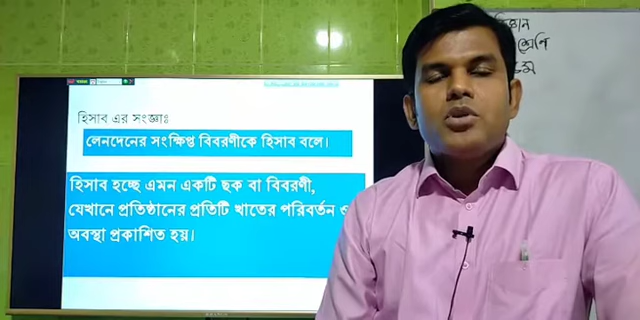 হিসাব এর সংজ্ঞাঃ
লেনদেনের সংক্ষিপ্ত বিবরণীকে হিসাব বলে।
হিসাব হচ্ছে এমন একটি ছক বা বিবরণী,
যেখানে প্রতিষ্ঠানের প্রতিটি খাতের পরিবর্তন ও
অবস্থা প্রকাশিত হয়।